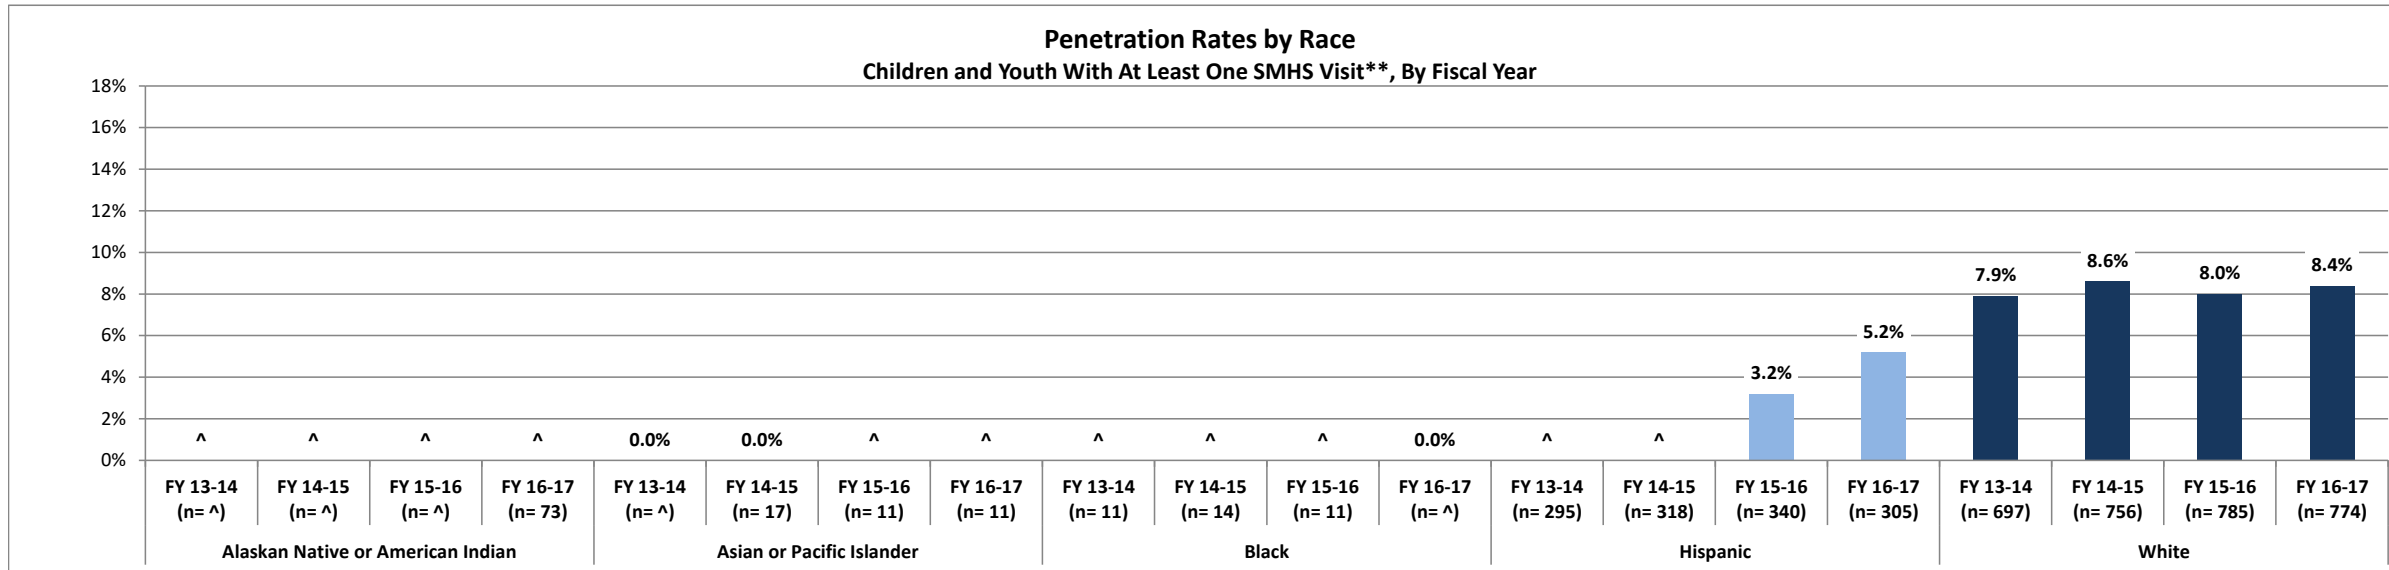 Penetration Rates by Race
Children and Youth With At Least One SMHS Visit**, By Fiscal Year
18%
16%
14%
12%
10%
8%
6%
4%
2%
0%
^ ^ ^ ^ 0.0% 0.0% ^ ^ ^ ^ ^ 0.0% ^ ^ 3.2% 5.2% 7.9% 8.6% 8.0% 8.4%
FY 13-14 FY 14-15 FY 15-16 FY 16-17 FY 13-14 FY 14-15 FY 15-16 FY 16-17 FY 13-14 FY 14-15 FY 15-16 FY 16-17 FY 13-14 FY 14-15 FY 15-16 FY 16-17 FY 13-14 FY 14-15 FY 15-16 FY 16-17
(n= ^) (n= ^) (n= ^) (n= 73) (n= ^) (n= 17) (n= 11) (n= 11) (n= 11) (n= 14) (n= 11) (n= ^) (n= 295) (n= 318) (n= 340) (n= 305) (n= 697) (n= 756) (n= 785) (n= 774)
Alaskan Native or American Indian Asian or Pacific Islander Black Hispanic White